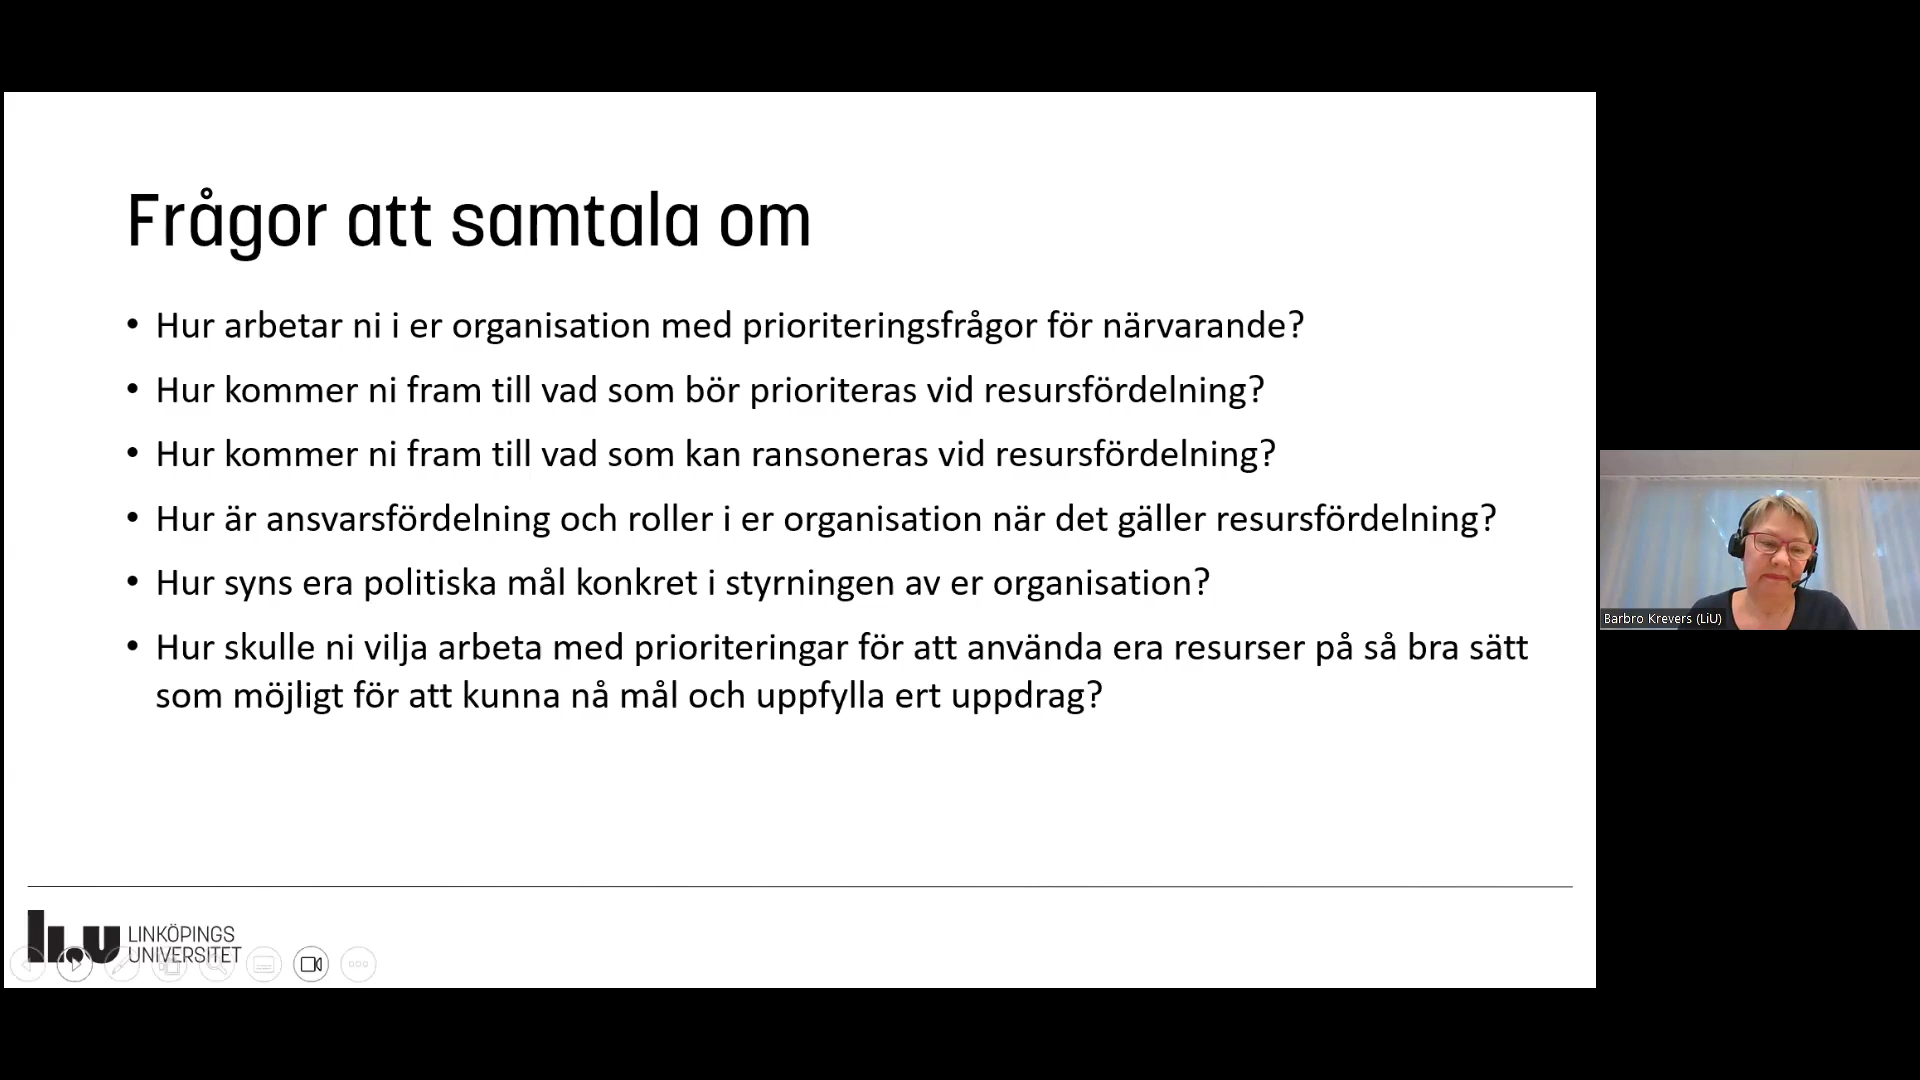 Frågor att samtala om
• Hur arbetar ni i er organisation med prioriteringsfrågor för närvarande?
• Hur kommer ni fram till vad som bör prioriteras vid resursfördelning?
• Hur kommer ni fram till vad som kan ransoneras vid resursfördelning?
• Hur är ansvarsfördelning och roller i er organisation när det gäller resursfördelning?
• Hur syns era politiska mål konkret i styrningen av er organisation?
• Hur skulle ni vilja arbeta med prioriteringar för att använda era resurser på så bra sätt
som möjligt för att kunna nå mål och uppfylla ert uppdrag?
Barbro Krevers (LiU)
LiU LINKÖPINGS
UNIVERSITET